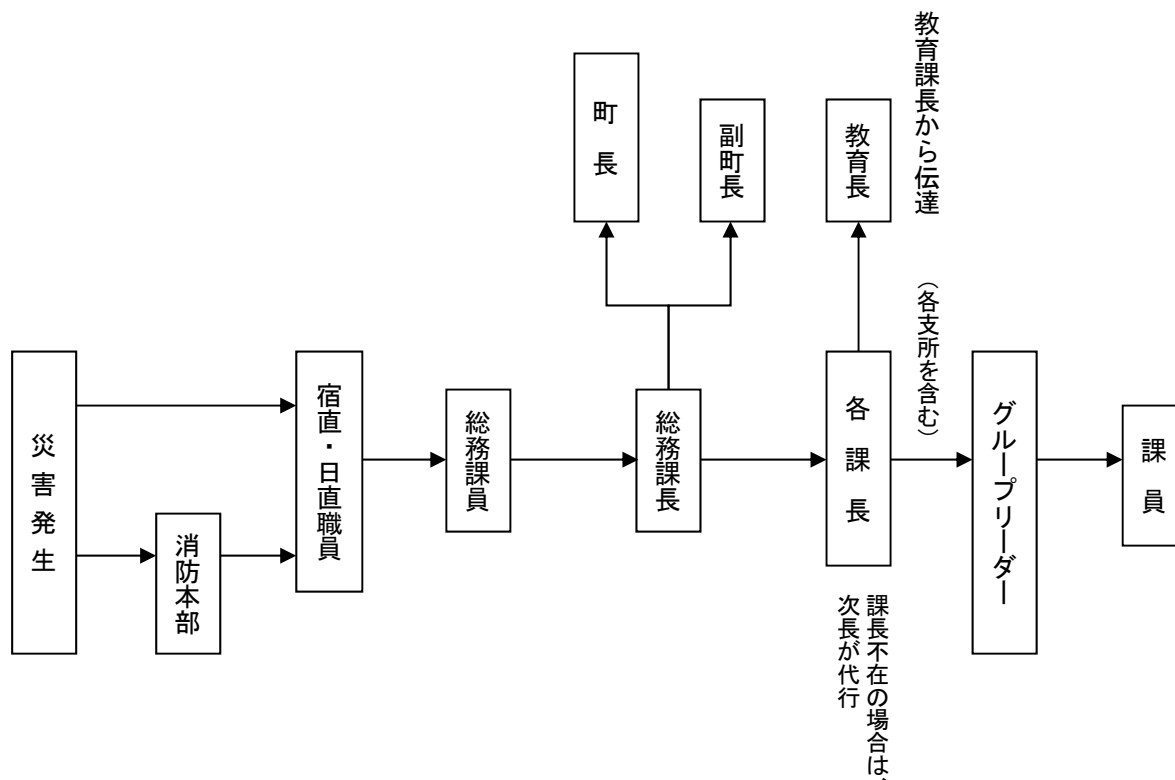 災害発生
消防本部
宿直・日直職員
総務課員
総務課長
町長
副町長
教育長
教育課長から伝達
各課長
（各支所を含む）
課長不在の場合は、
次長が代行
グループリーダー
課員